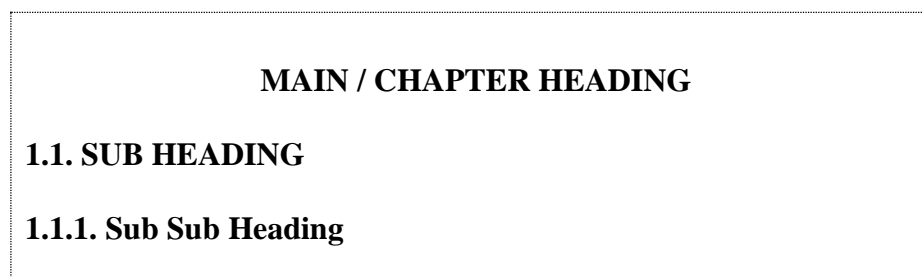 MAIN / CHAPTER HEADING
1.1. SUB HEADING
1.1.1. Sub Sub Heading